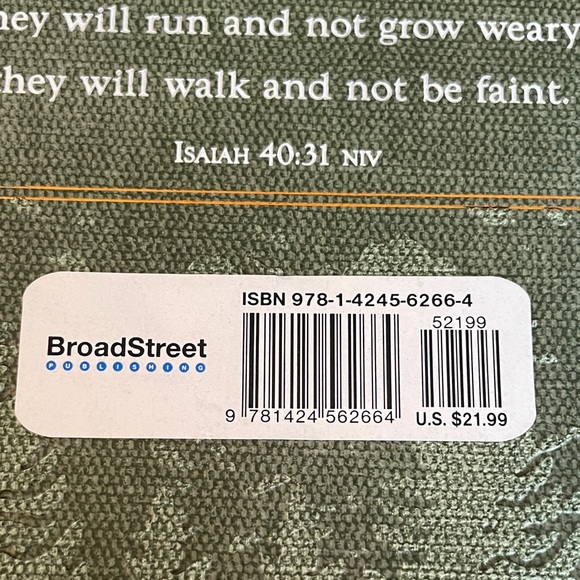 hey will run and not grow weary
they will walk and not be faint.
ISAIAH 40:31 NIV
ISBN 978-1-4245-6266-4
52199
BroadStreet
PUBLISHING
9 781424 562664
U.S. $21.99